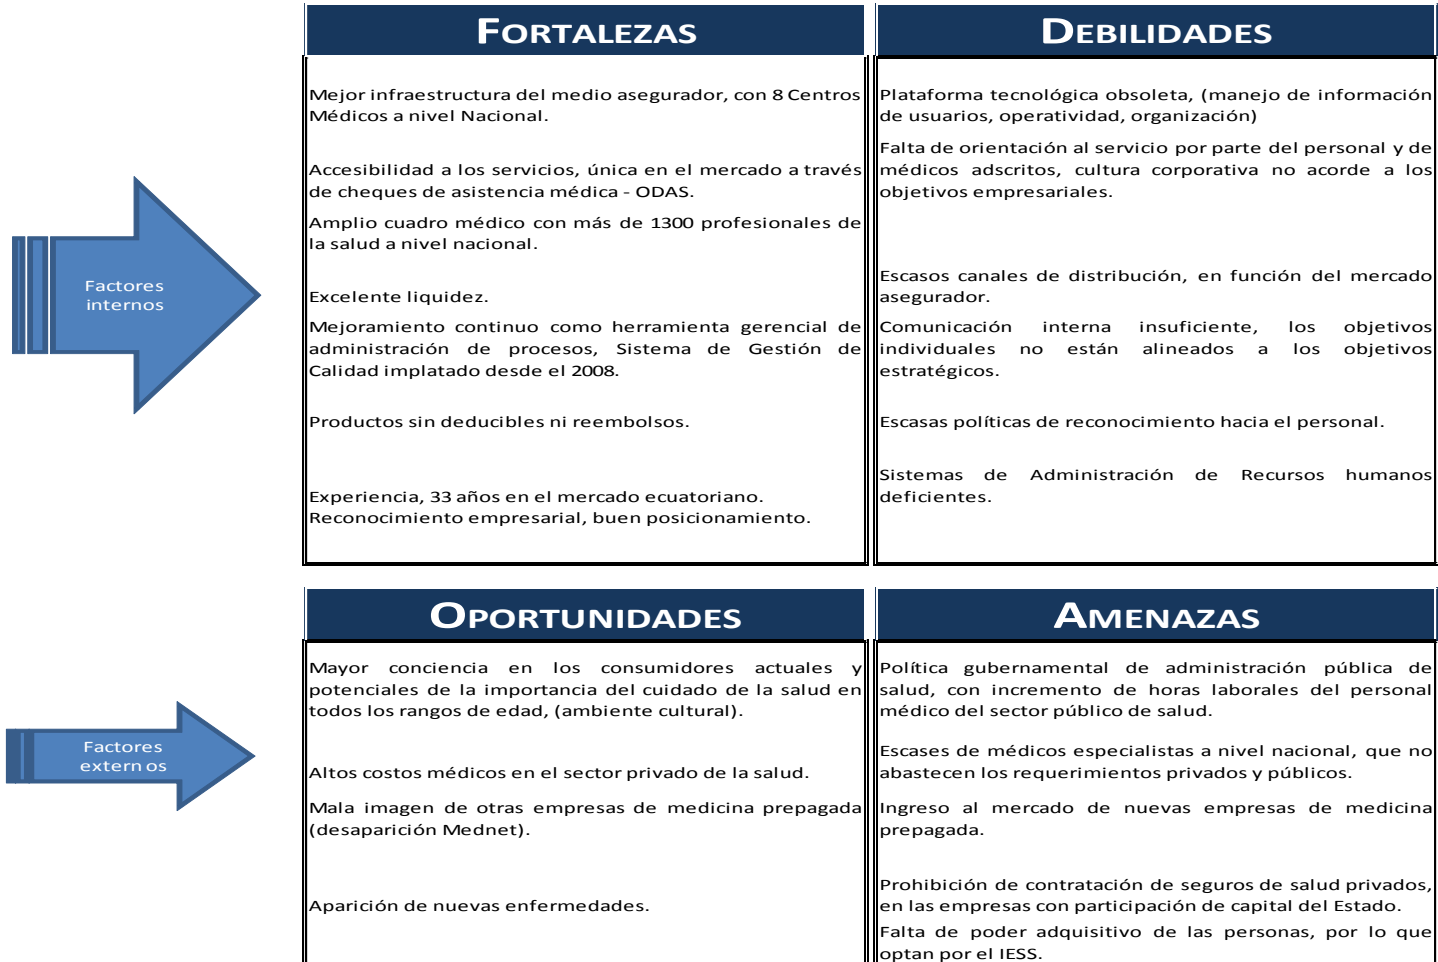 FORTALEZAS
Mejor infraestructura del medio asegurador, con 8 Centros
Médicos a nivel Nacional.
Accesibilidad a los servicios, única en el mercado a través
de cheques de asistencia médica - ODAS.
Amplio cuadro médico con más de 1300 profesionales de
la salud a nivel nacional.
Excelente liquidez.
Mejoramiento continuo como herramienta gerencial de
administración de procesos, Sistema de Gestión de
Calidad implatado desde el 2008.
Productos sin deducibles ni reembolsos.
Experiencia, 33 años en el mercado ecuatoriano.
Reconocimiento empresarial, buen posicionamiento.
DEBILIDADES
Plataforma tecnológica obsoleta, (manejo de información
de usuarios, operatividad, organización)
Falta de orientación al servicio por parte del personal y de
médicos adscritos, cultura corporativa no acorde a los
objetivos empresariales.
Escasos canales de distribución, en función del mercado
asegurador.
Comunicación interna insuficiente, los objetivos
individuales no están alineados a los objetivos
estratégicos.
Escasas políticas de reconocimiento hacia el personal.
Sistemas de Administración de Recursos humanos
deficientes.
Factores
internos
OPORTUNIDADES
Mayor conciencia en los consumidores actuales y
potenciales de la importancia del cuidado de la salud en
todos los rangos de edad, (ambiente cultural).
Altos costos médicos en el sector privado de la salud.
Mala imagen de otras empresas de medicina prepagada
(desaparición Mednet).
Aparición de nuevas enfermedades.
AMENAZAS
Política gubernamental de administración pública de
salud, con incremento de horas laborales del personal
médico del sector público de salud.
Escases de médicos especialistas a nivel nacional, que no
abastecen los requerimientos privados y públicos.
Ingreso al mercado de nuevas empresas de medicina
prepagada.
Prohibición de contratación de seguros de salud privados,
en las empresas con participación de capital del Estado.
Falta de poder adquisitivo de las personas, por lo que
optan por el IESS.
Factores
extern os